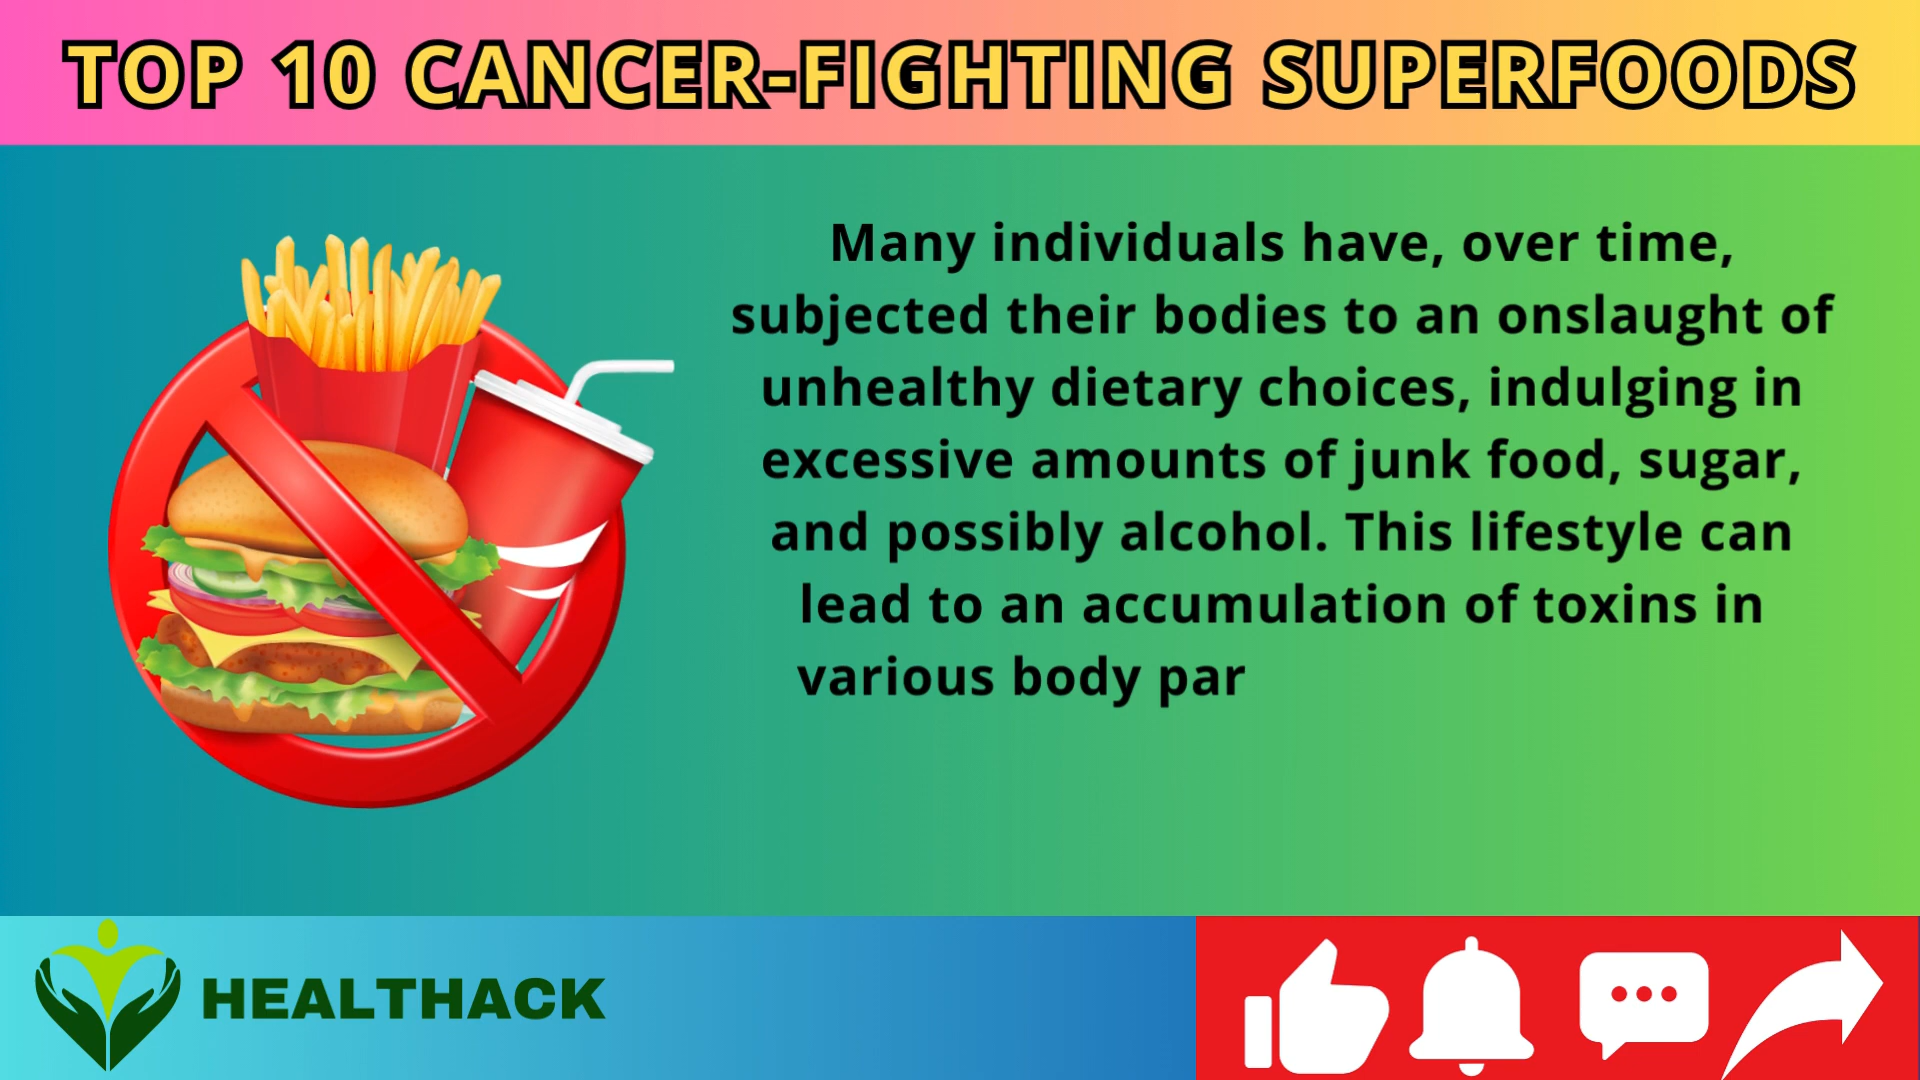 TOP 10 CANCER-FIGHTING SUPERFOODS
Many individuals have, over time,
subjected their bodies to an onslaught of
unhealthy dietary choices, indulging in
excessive amounts of junk food, sugar,
and possibly alcohol. This lifestyle can
lead to an accumulation of toxins in
various body par
HEALTHACK